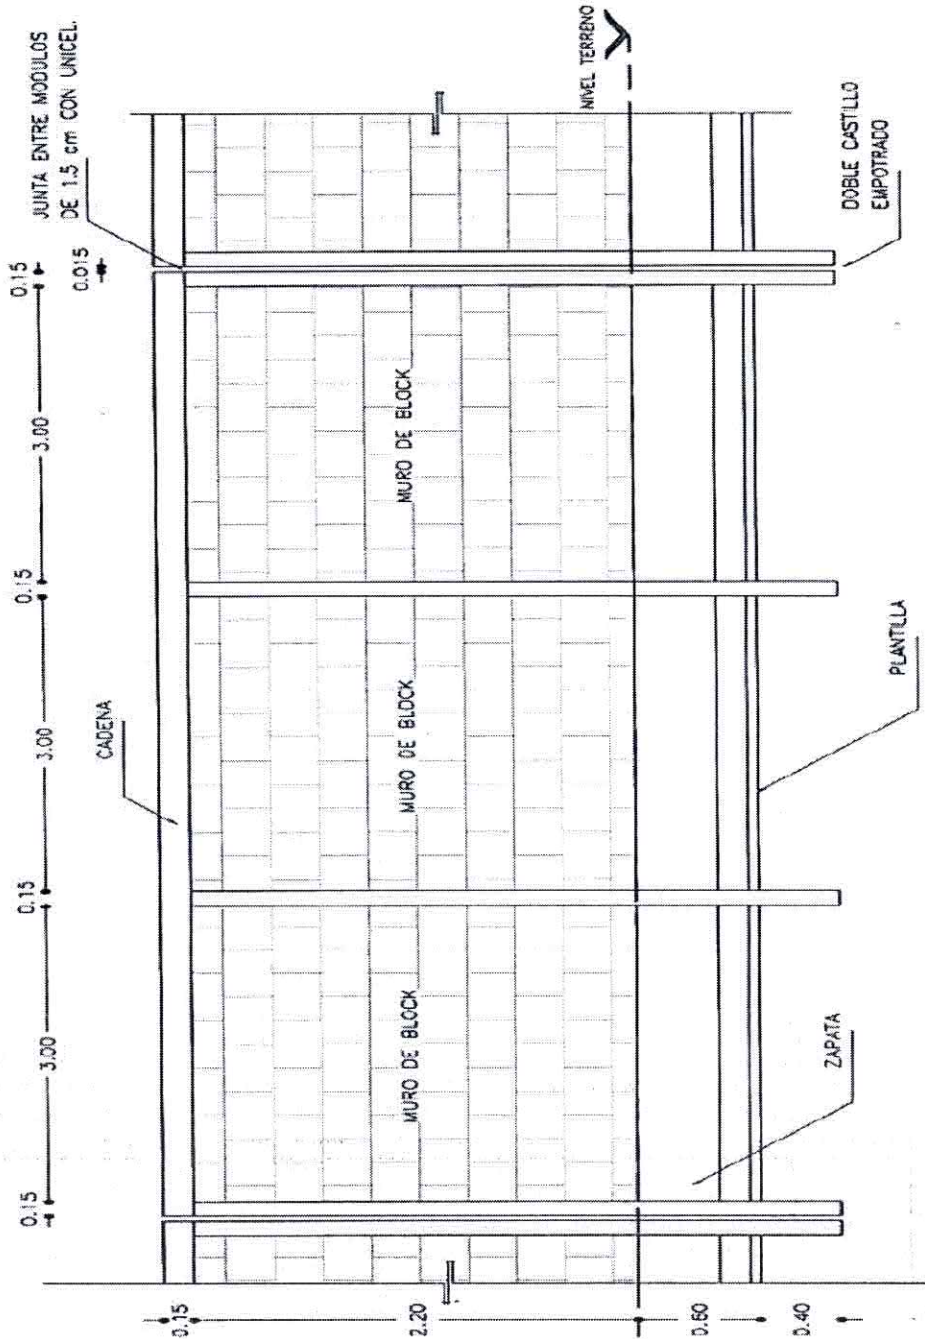 0.15
3.00
0.15
3.00
0.15
3.00
0.15
0.015
JUNTA ENTRE MODULOS
DE 1.5 cm CON UNICEL.
CADENA
0.15
2.20
0.60
0.40
MURO DE BLOCK
MURO DE BLOCK
MURO DE BLOCK
NIVEL TERRENO
ZAPATA
PLANTILLA
DOBLE CASTILLO
EMPOTRADO